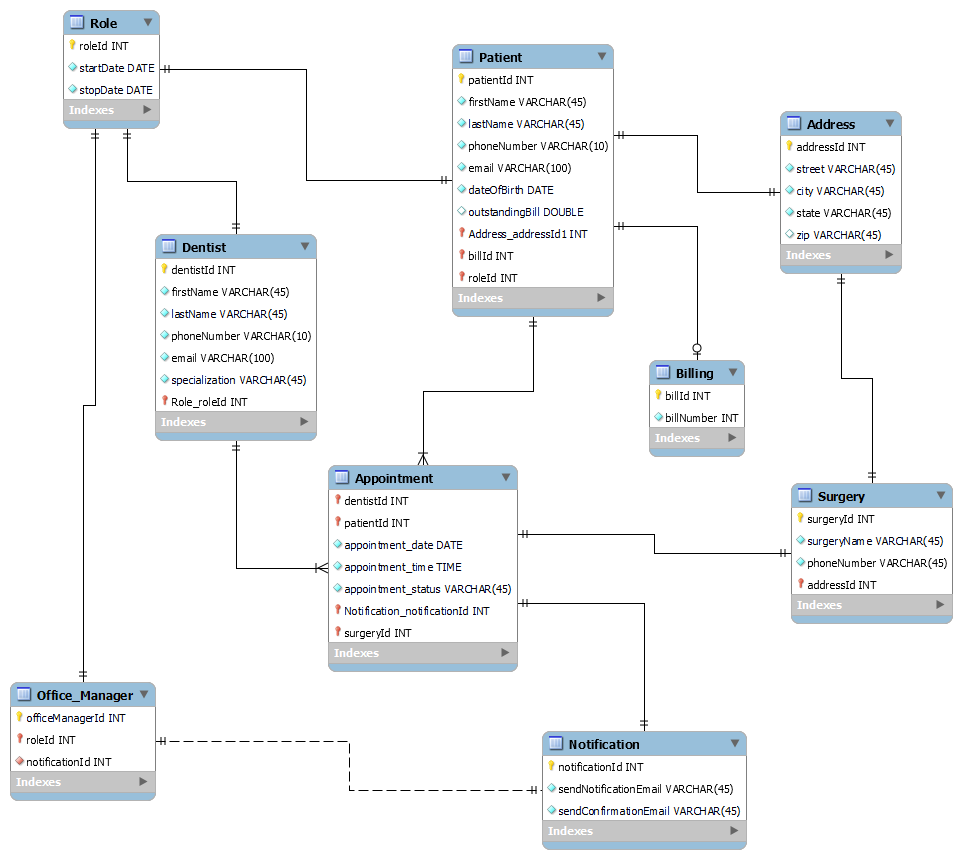 Role
roleId INT
startDate DATE
stopDate DATE
Indexes
Patient
patientId INT
firstName VARCHAR(45)
lastName VARCHAR(45)
phoneNumber VARCHAR(10)
email VARCHAR(100)
dateOfBirth DATE
outstandingBill DOUBLE
Address_addressId1 INT
billId INT
roleId INT
Indexes
Address
addressId INT
street VARCHAR(45)
city VARCHAR(45)
state VARCHAR(45)
zip VARCHAR(45)
Indexes
Dentist
dentistId INT
firstName VARCHAR(45)
lastName VARCHAR(45)
phoneNumber VARCHAR(10)
email VARCHAR(100)
specialization VARCHAR(45)
Role_roleId INT
Indexes
Billing
billId INT
billNumber INT
Indexes
Appointment
dentistId INT
patientId INT
appointment_date DATE
appointment_time TIME
appointment_status VARCHAR(45)
Notification_notificationId INT
surgeryId INT
Indexes
Surgery
surgeryId INT
surgeryName VARCHAR(45)
phoneNumber VARCHAR(45)
addressId INT
Indexes
Office_Manager
officeManagerId INT
roleId INT
notificationId INT
Indexes
Notification
notificationId INT
sendNotificationEmail VARCHAR(45)
sendConfirmationEmail VARCHAR(45)
Indexes